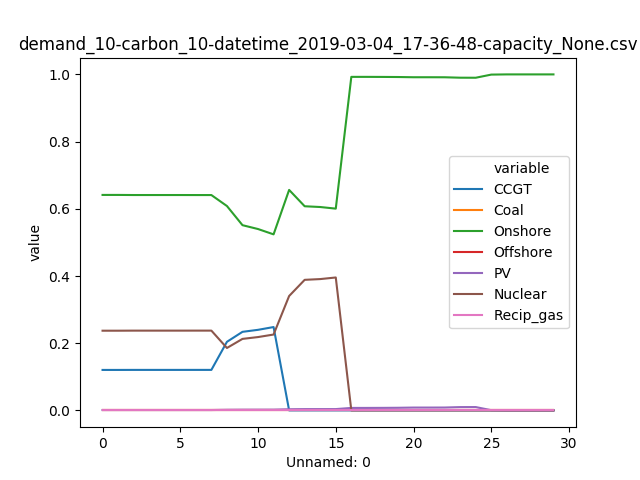 demand_10-carbon_10-datetime_2019-03-04_17-36-48-capacity_None.csv
1.0
0.8
0.6
0.4
0.2
0.0
value
variable
CCGT
Coal
Onshore
Offshore
PV
Nuclear
Recip_gas
0 5 10 15 20 25 30
Unnamed: 0